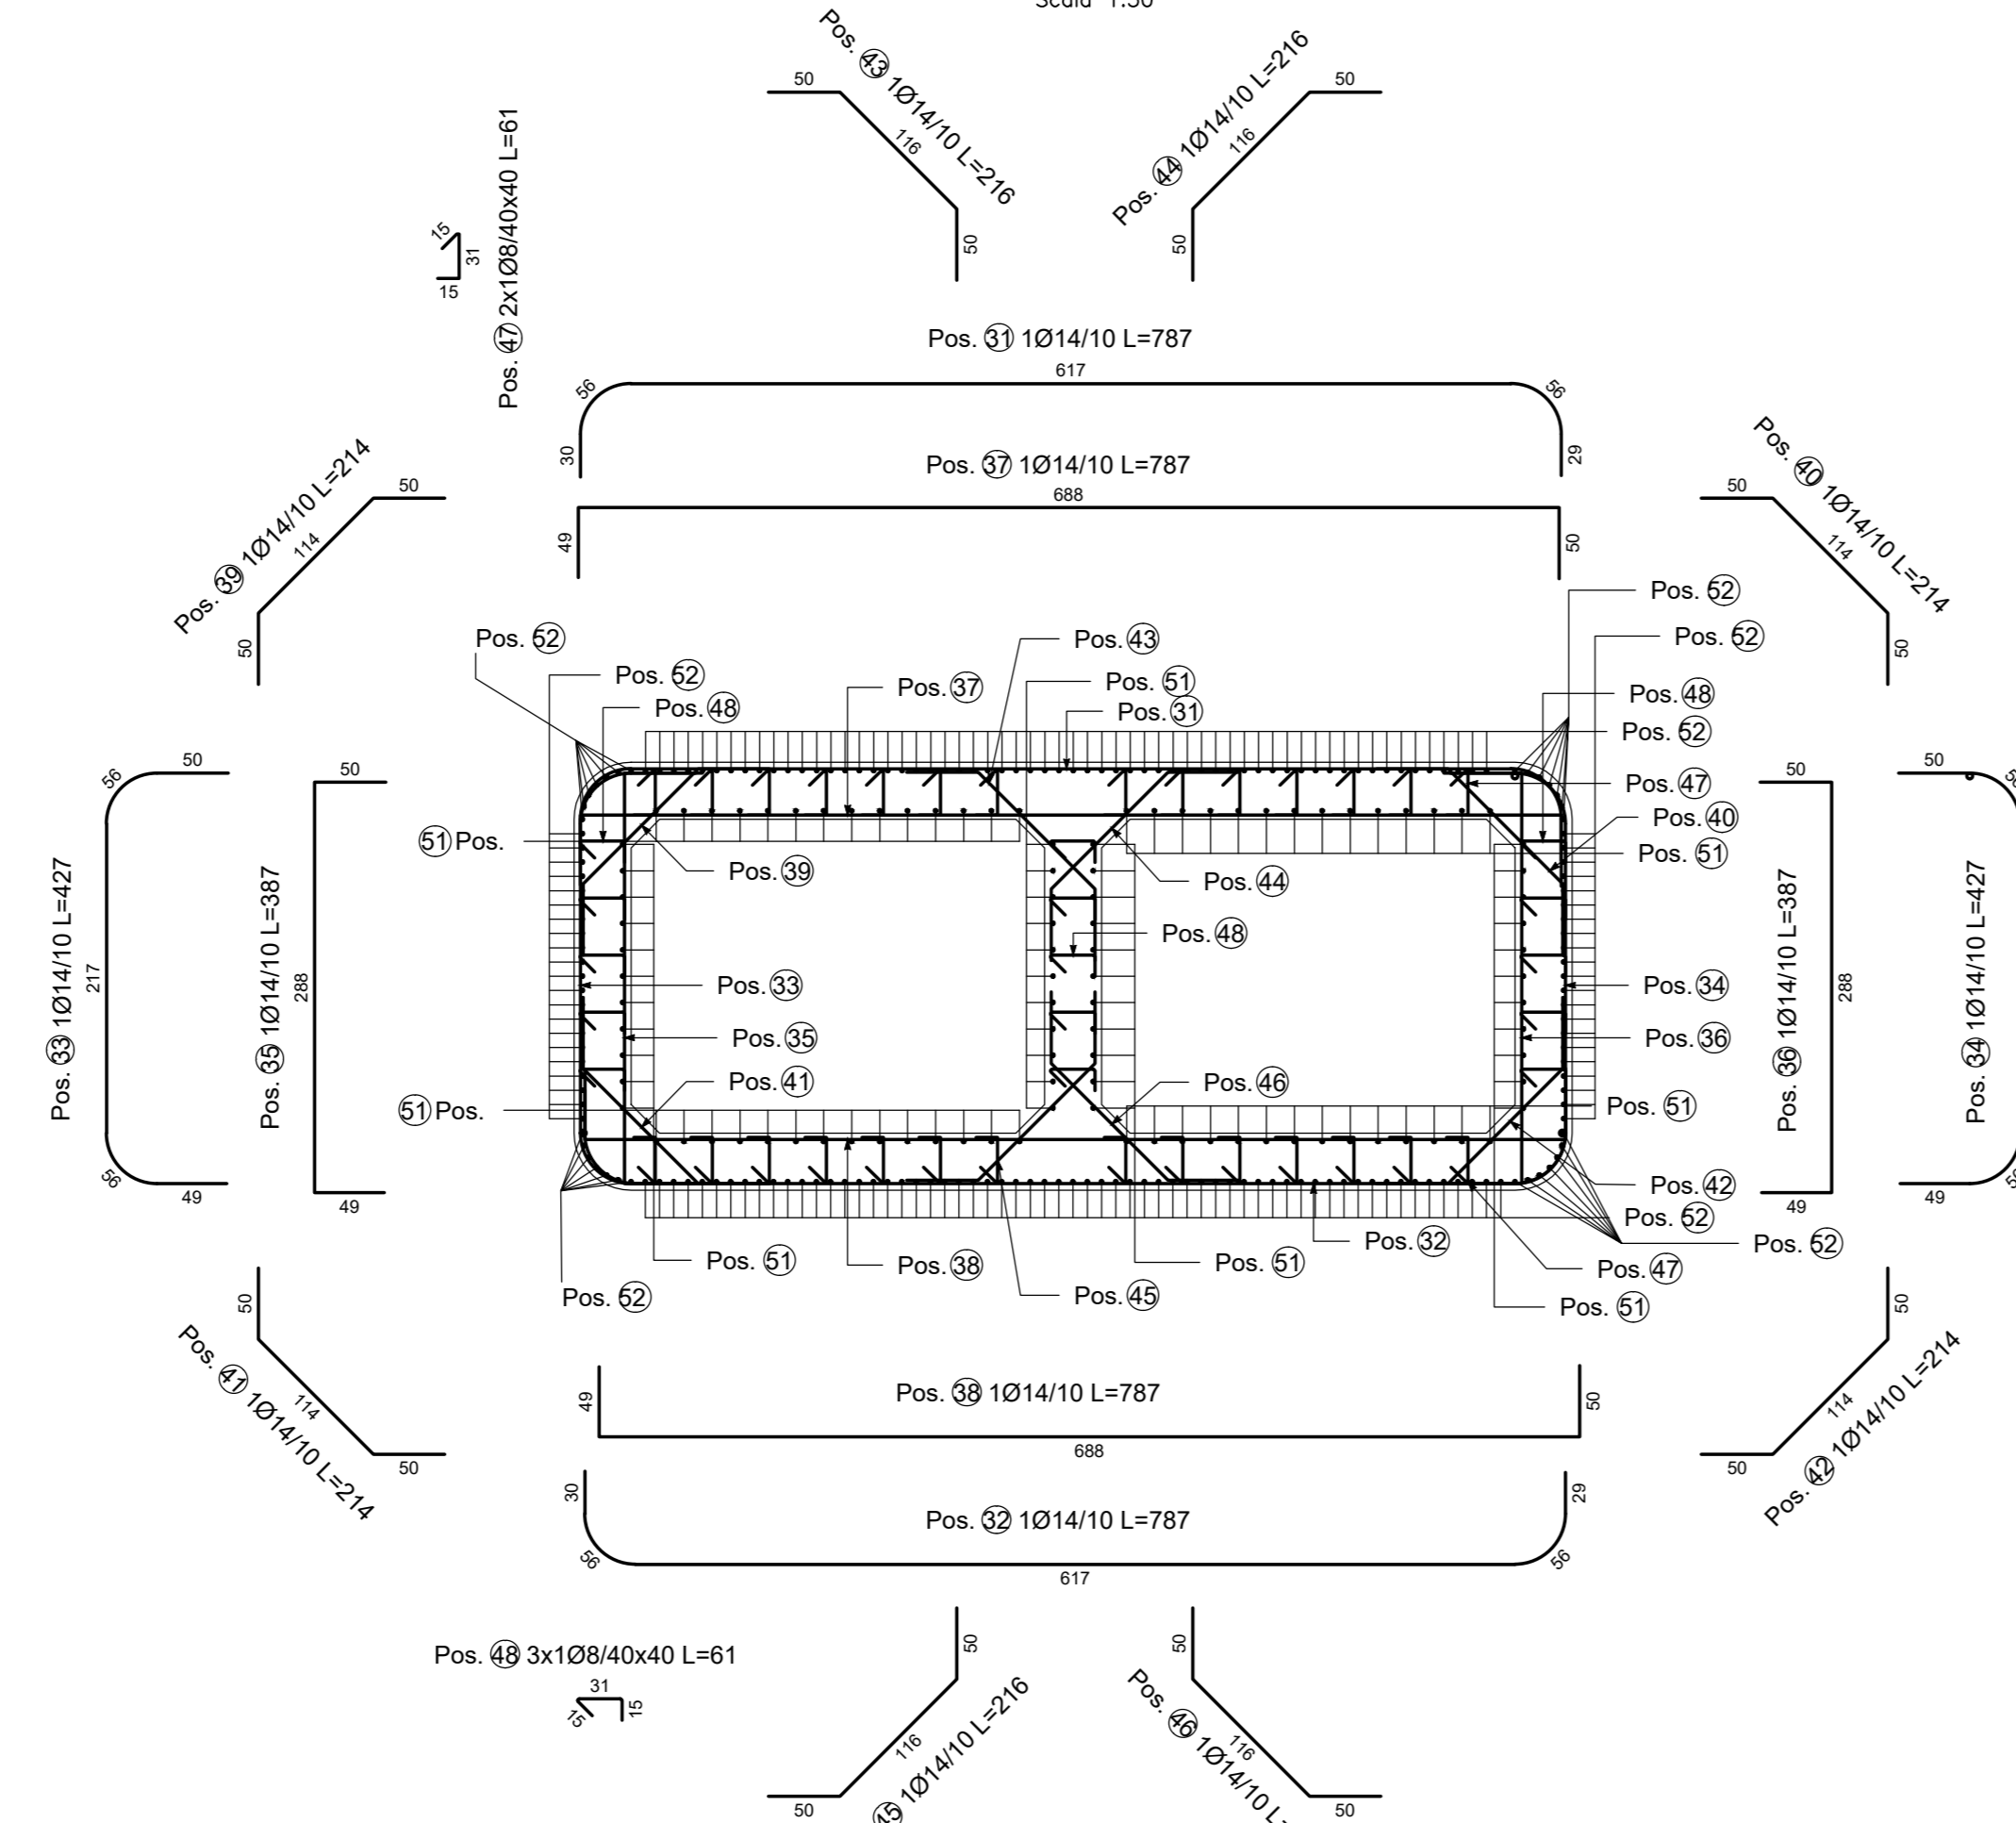 Scala 1:50
Pos. 43 1Ø14/10 L=216
50
116
50
Pos. 44 1Ø14/10 L=216
50
116
50
Pos. 47 2x1Ø8/40x40 L=61
15
31
15
Pos. 31 1Ø14/10 L=787
617
56
56
30
29
Pos. 37 1Ø14/10 L=787
688
49
50
Pos. 39 1Ø14/10 L=214
50
114
50
Pos. 40 1Ø14/10 L=214
50
114
50
Pos. 52
Pos. 52
Pos. 48
Pos. 37
Pos. 43
Pos. 51
Pos. 31
Pos. 52
Pos. 52
Pos. 48
Pos. 52
Pos. 47
Pos. 40
Pos. 51
51 Pos.
Pos. 39
Pos. 44
Pos. 48
Pos. 33
Pos. 35
Pos. 41
Pos. 46
Pos. 34
Pos. 36
51 Pos.
Pos. 51
Pos. 42
Pos. 52
Pos. 52
Pos. 47
Pos. 51
Pos. 51
Pos. 38
Pos. 45
Pos. 51
Pos. 32
Pos. 52
Pos. 33 1Ø14/10 L=427
50
56
217
56
49
Pos. 35 1Ø14/10 L=387
50
288
49
Pos. 36 1Ø14/10 L=387
50
288
49
Pos. 34 1Ø14/10 L=427
50
49
Pos. 41 1Ø14/10 L=214
50
114
50
Pos. 42 1Ø14/10 L=214
50
114
50
Pos. 38 1Ø14/10 L=787
49
50
688
Pos. 32 1Ø14/10 L=787
30
29
56
56
617
Pos. 48 3x1Ø8/40x40 L=61
31
15
15
45 1Ø14/10 L=216
50
116
50
Pos. 46 1Ø14/10 L=
50
116
50